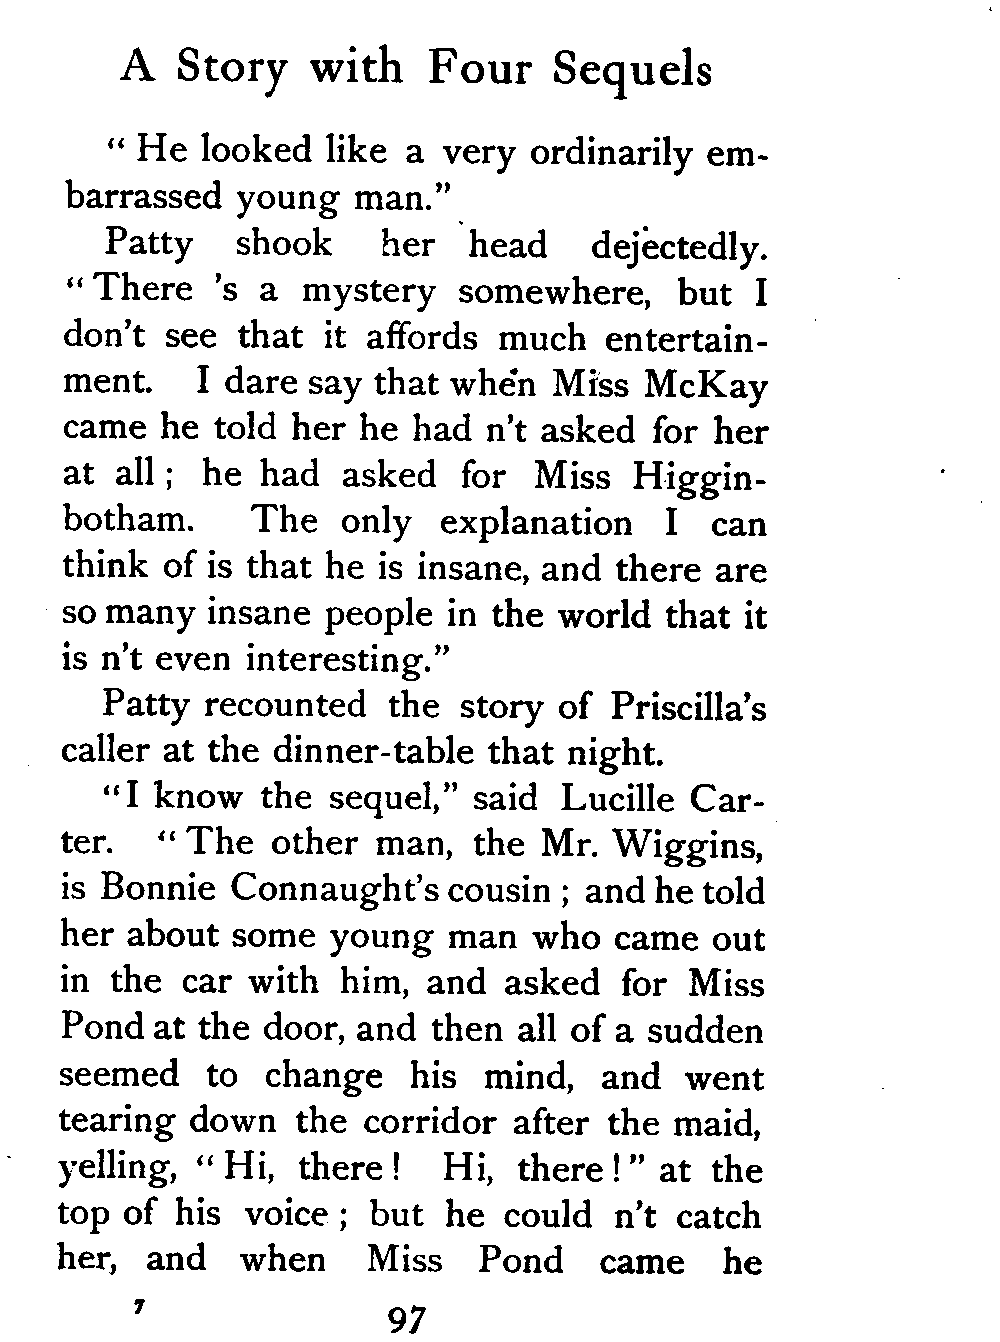 A Story with Four Sequels
“ He looked like a very ordinarily em-
barrassed young man.”
Patty shook her head dejectedly.
“ There 's a mystery somewhere, but I
don't see that it affords much entertain-
ment. I dare say that when Miss McKay
came he told her he had n't asked for her
at all ; he had asked for Miss Higgin-
botham. The only explanation I can
think of is that he is insane, and there are
so many insane people in the world that it
is n't even interesting.”
Patty recounted the story of Priscilla's
caller at the dinner-table that night.
“I know the sequel,” said Lucille Car-
ter. “ The other man, the Mr. Wiggins,
is Bonnie Connaught's cousin ; and he told
her about some young man who came out
in the car with him, and asked for Miss
Pond at the door, and then all of a sudden
seemed to change his mind, and went
tearing down the corridor after the maid,
yelling, “ Hi, there ! Hi, there ! ” at the
top of his voice ; but he could n't catch
her, and when Miss Pond came he
7 97